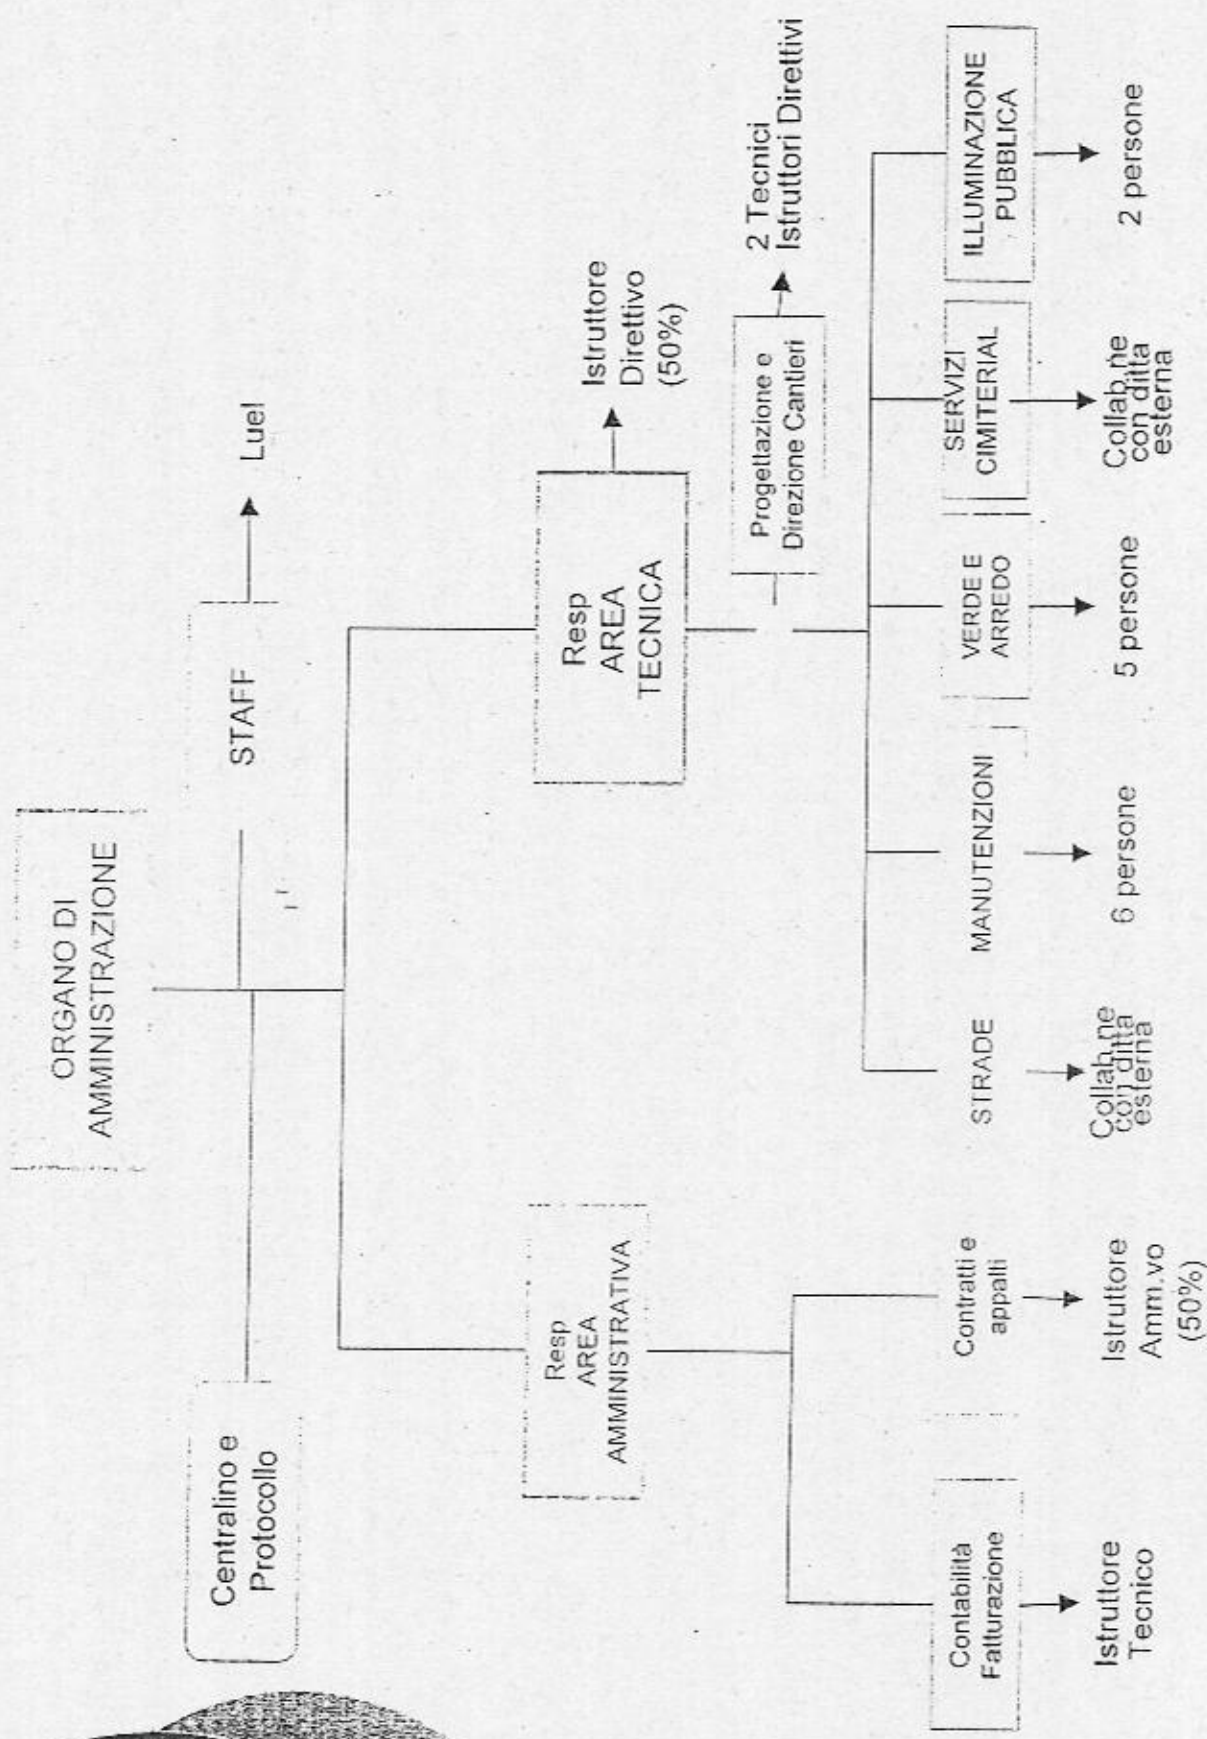 ORGANO DI
AMMINISTRAZIONE
Centralino e
Protocollo
STAFF
Luel
Resp
AREA
AMMINISTRATIVA
Resp
AREA
TECNICA
Istruttore
Direttivo
(50%)
Progettazione e
Direzione Cantieri
2 Tecnici
Istruttori Direttivi
Contabilità
Fatturazione
Contratti e
appalti
STRADE
MANUTENZIONI
VERDE E
ARREDO
SERVIZI
CIMITERIAL
ILLUMINAZIONE
PUBBLICA
Istruttore
Tecnico
Istruttore
Amm.vo
(50%)
Collab.ne
con ditta
esterna
6 persone
5 persone
Collab.ne
con ditta
esterna
2 persone